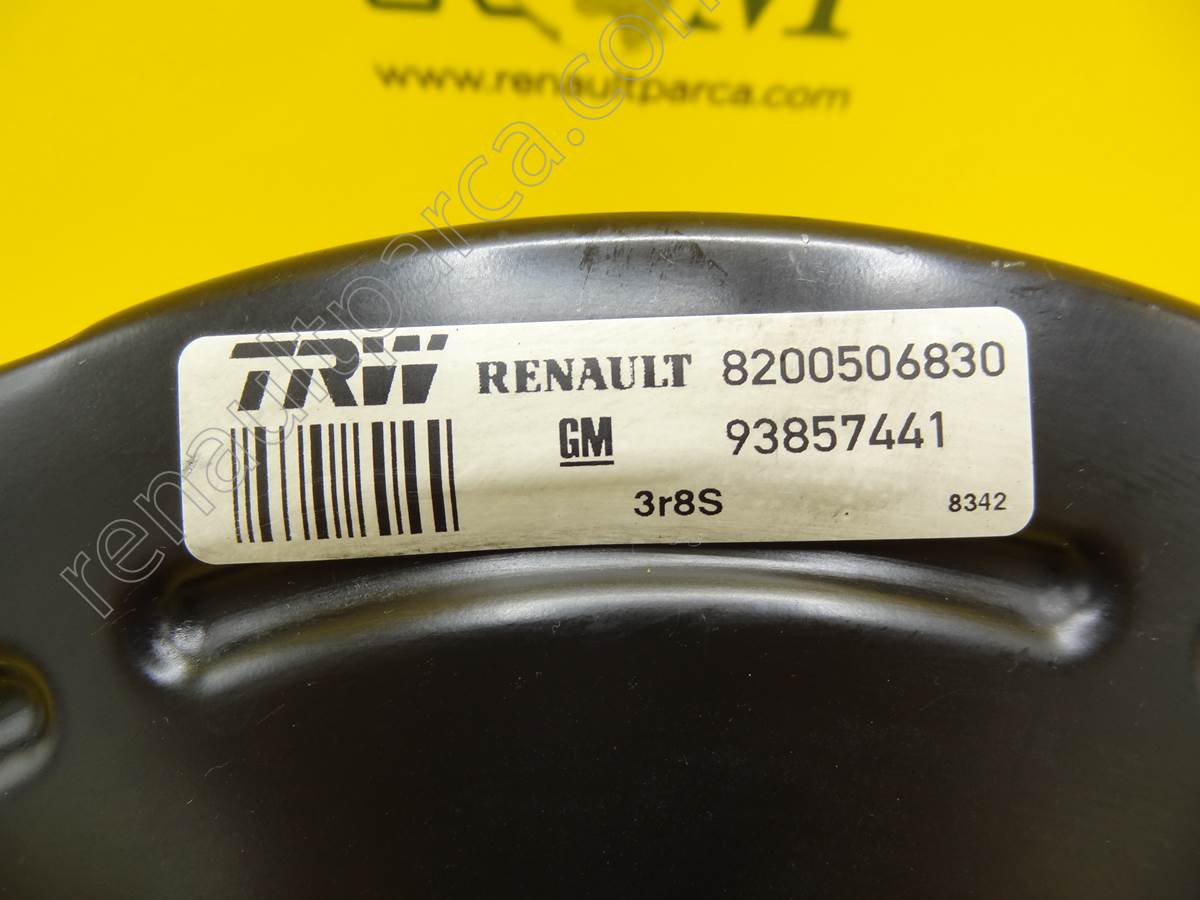 www.renaultparca.com
renaultparca.com
TRW RENAULT 8200506830
GM 93857441
3r8S 8342